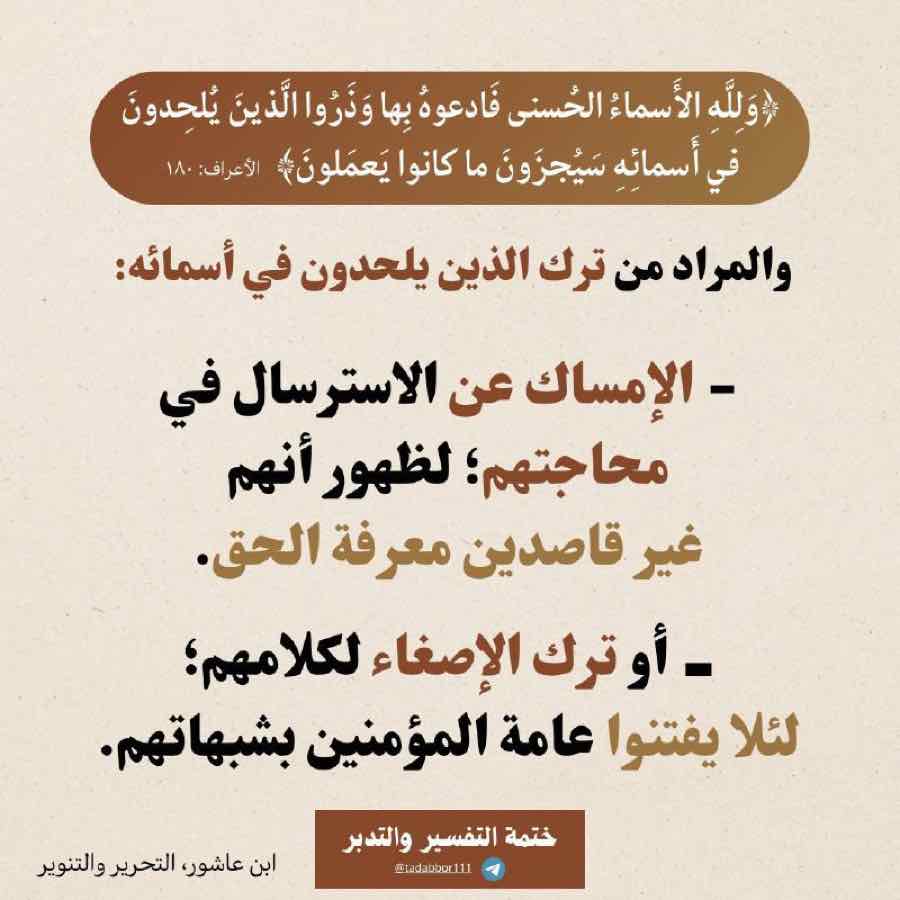 ﴿وَلِلَّهِ الأَسماءُ الحُسنى فَادعوهُ بِها وَذَرُوا الَّذينَ يُلحِدونَ
في أَسمائِهِ سَيُجزَونَ ما كانوا يَعمَلونَ﴾ الأعراف: ١٨٠
والمراد من ترك الذين يلحدون في أسمائه:
- الإمساك عن الاسترسال في
محاجتهم؛ لظهور أنهم
غير قاصدين معرفة الحق.
- أو ترك الإصغاء لكلامهم؛
لئلا يفتنوا عامة المؤمنين بشبهاتهم.
ختمة التفسير والتدبر
@tadabbor111
ابن عاشور، التحرير والتنوير